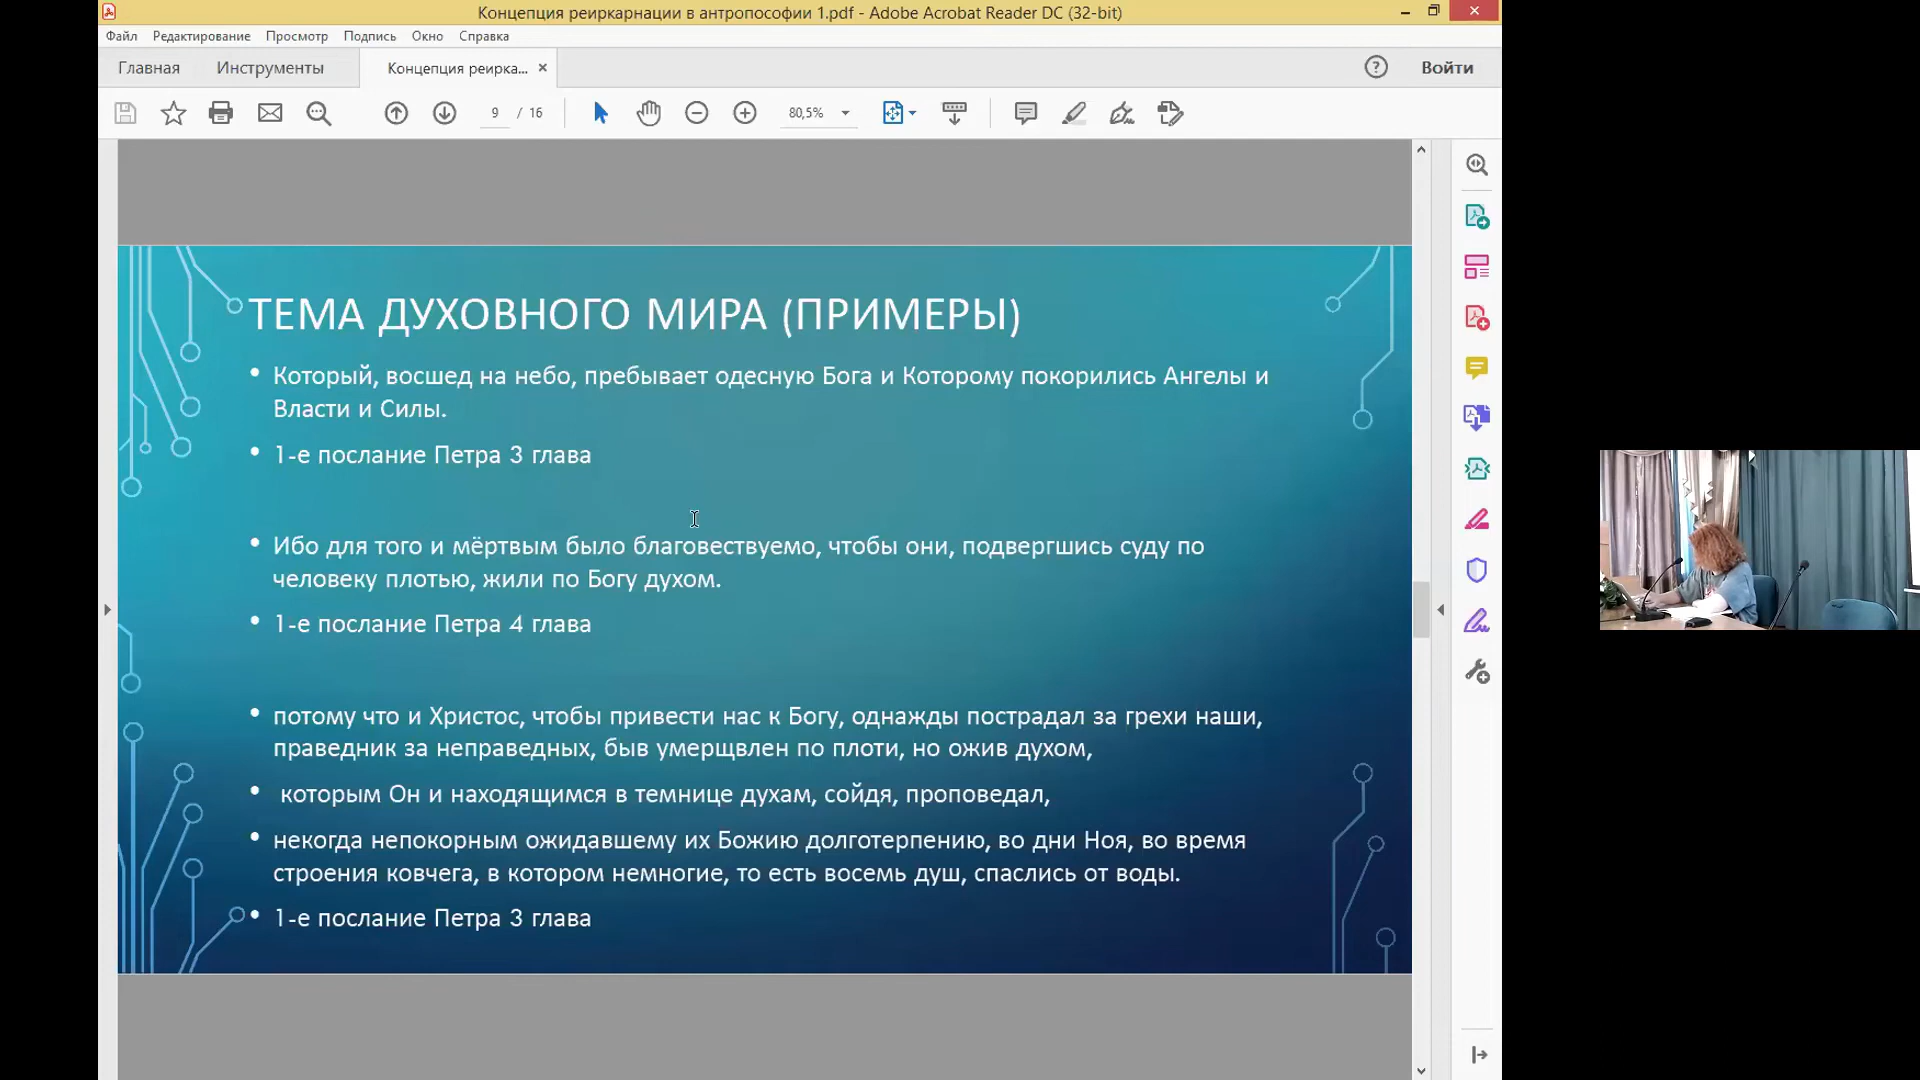 Концепция реиркарнации в антропософии 1.pdf - Adobe Acrobat Reader DC (32-bit)
Файл Редактирование Просмотр Подпись Окно Справка
Главная Инструменты Концепция реирка... Войти
9 / 16 80,5%
ТЕМА ДУХОВНОГО МИРА (ПРИМЕРЫ)
• Который, восшед на небо, пребывает одесную Бога и Которому покорились Ангелы и
Власти и Силы.
• 1-е послание Петра 3 глава
• Ибо для того и мёртвым было благовествуемо, чтобы они, подвергшись суду по
человеку плотью, жили по Богу духом.
• 1-е послание Петра 4 глава
• потому что и Христос, чтобы привести нас к Богу, однажды пострадал за грехи наши,
праведник за неправедных, быв умерщвлен по плоти, но ожив духом,
• которым Он и находящимся в темнице духам, сойдя, проповедал,
• некогда непокорным ожидавшему их Божию долготерпению, во дни Ноя, во время
строения ковчега, в котором немногие, то есть восемь душ, спаслись от воды.
• 1-е послание Петра 3 глава